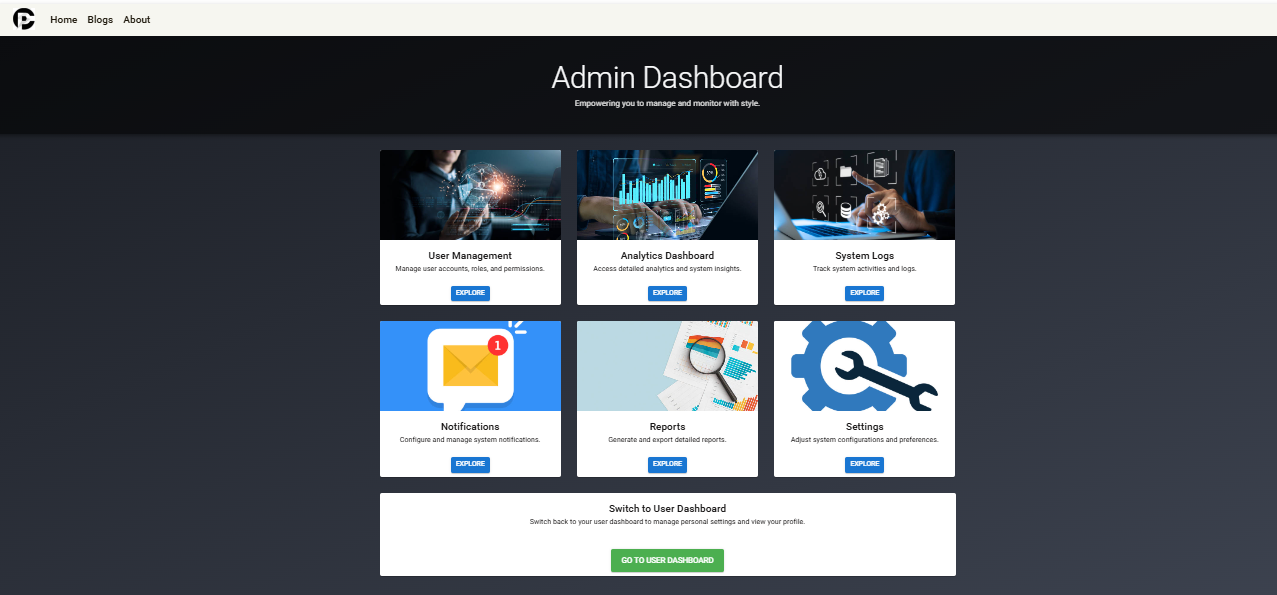 Home Blogs About
Admin Dashboard
Empowering you to manage and monitor with style.
User Management
Manage user accounts, roles, and permissions.
EXPLORE
Analytics Dashboard
Access detailed analytics and system insights.
EXPLORE
System Logs
Track system activities and logs.
EXPLORE
1
Notifications
Configure and manage system notifications.
EXPLORE
Reports
Generate and export detailed reports.
EXPLORE
Settings
Adjust system configurations and preferences.
EXPLORE
Switch to User Dashboard
Switch back to your user dashboard to manage personal settings and view your profile.
GO TO USER DASHBOARD